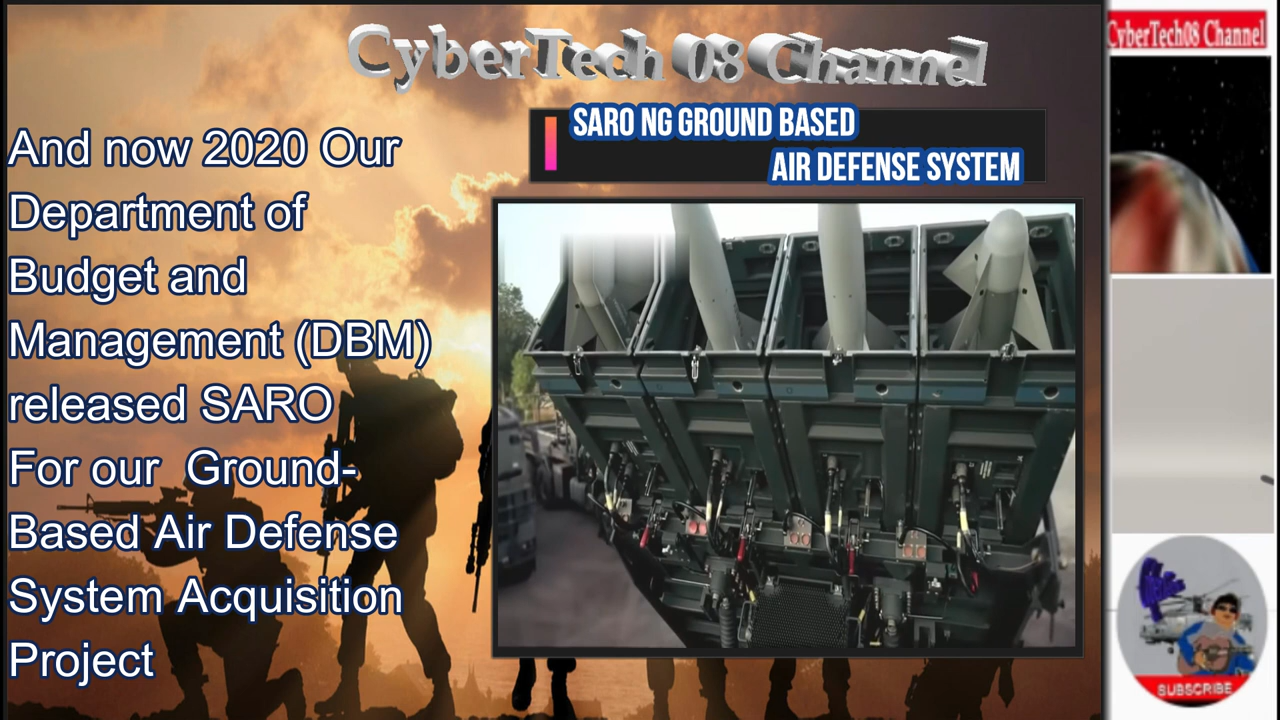 CyberTech 08 Channel
CyberTech08 Channel
SARO NG GROUND BASED
AIR DEFENSE SYSTEM
And now 2020 Our
Department of
Budget and
Management (DBM)
released SARO
For our Ground-
Based Air Defense
System Acquisition
Project
SUBSCRIBE